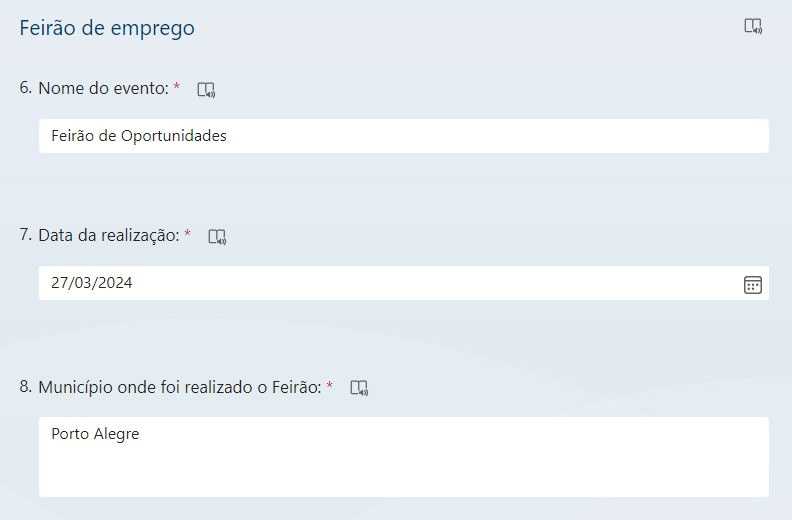 Feirão de emprego
6. Nome do evento: *
Feirão de Oportunidades
7. Data da realização: *
27/03/2024
8. Município onde foi realizado o Feirão: *
Porto Alegre